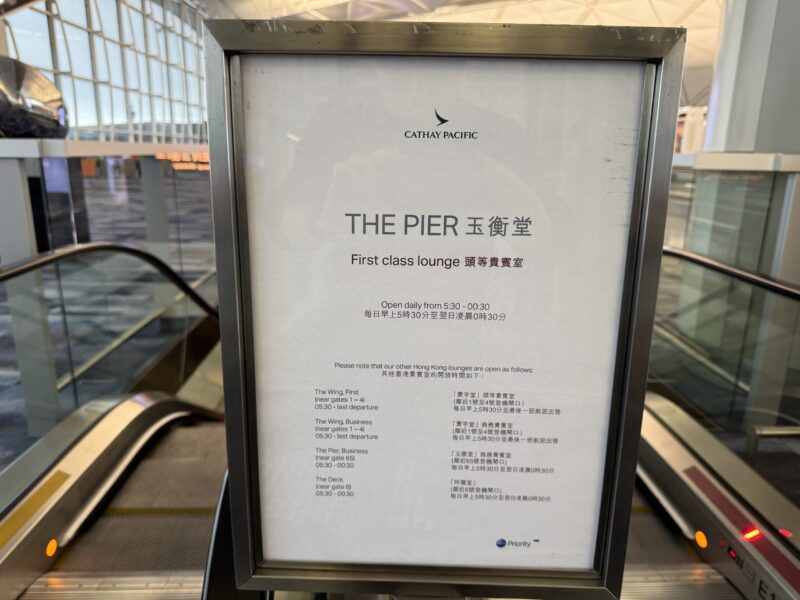 CATHAY PACIFIC
THE PIER 玉衡堂
First class lounge 頭等貴賓室
Open daily from 5:30 - 00:30
每日早上5時30分至翌日凌晨0時30分
Please note that our other Hong Kong lounges are open as follows:
其他香港貴賓室的開放時間如下:
The Wing, First
(near gates 1 – 4)
05:30 - last departure
「寰宇堂」頭等貴賓室
(鄰近1號至4號登機閘口)
每日早上5時30分至最後一班航班出發
The Wing, Business
(near gates 1 – 4)
05:30 - last departure
「寰宇堂」商務貴賓室
(鄰近1號至4號登機閘口)
每日早上5時30分至最後一班航班出發
The Pier, Business
(near gate 65)
05:30 - 00:30
「玉衡堂」商務貴賓室
(鄰近65號登機閘口)
每日早上5時30分至翌日凌晨0時30分
The Deck
(near gate 6)
05:30 - 00:30
「玲瓏堂」
(鄰近6號登機閘口)
每日早上5時30分至翌日凌晨0時30分
Priority